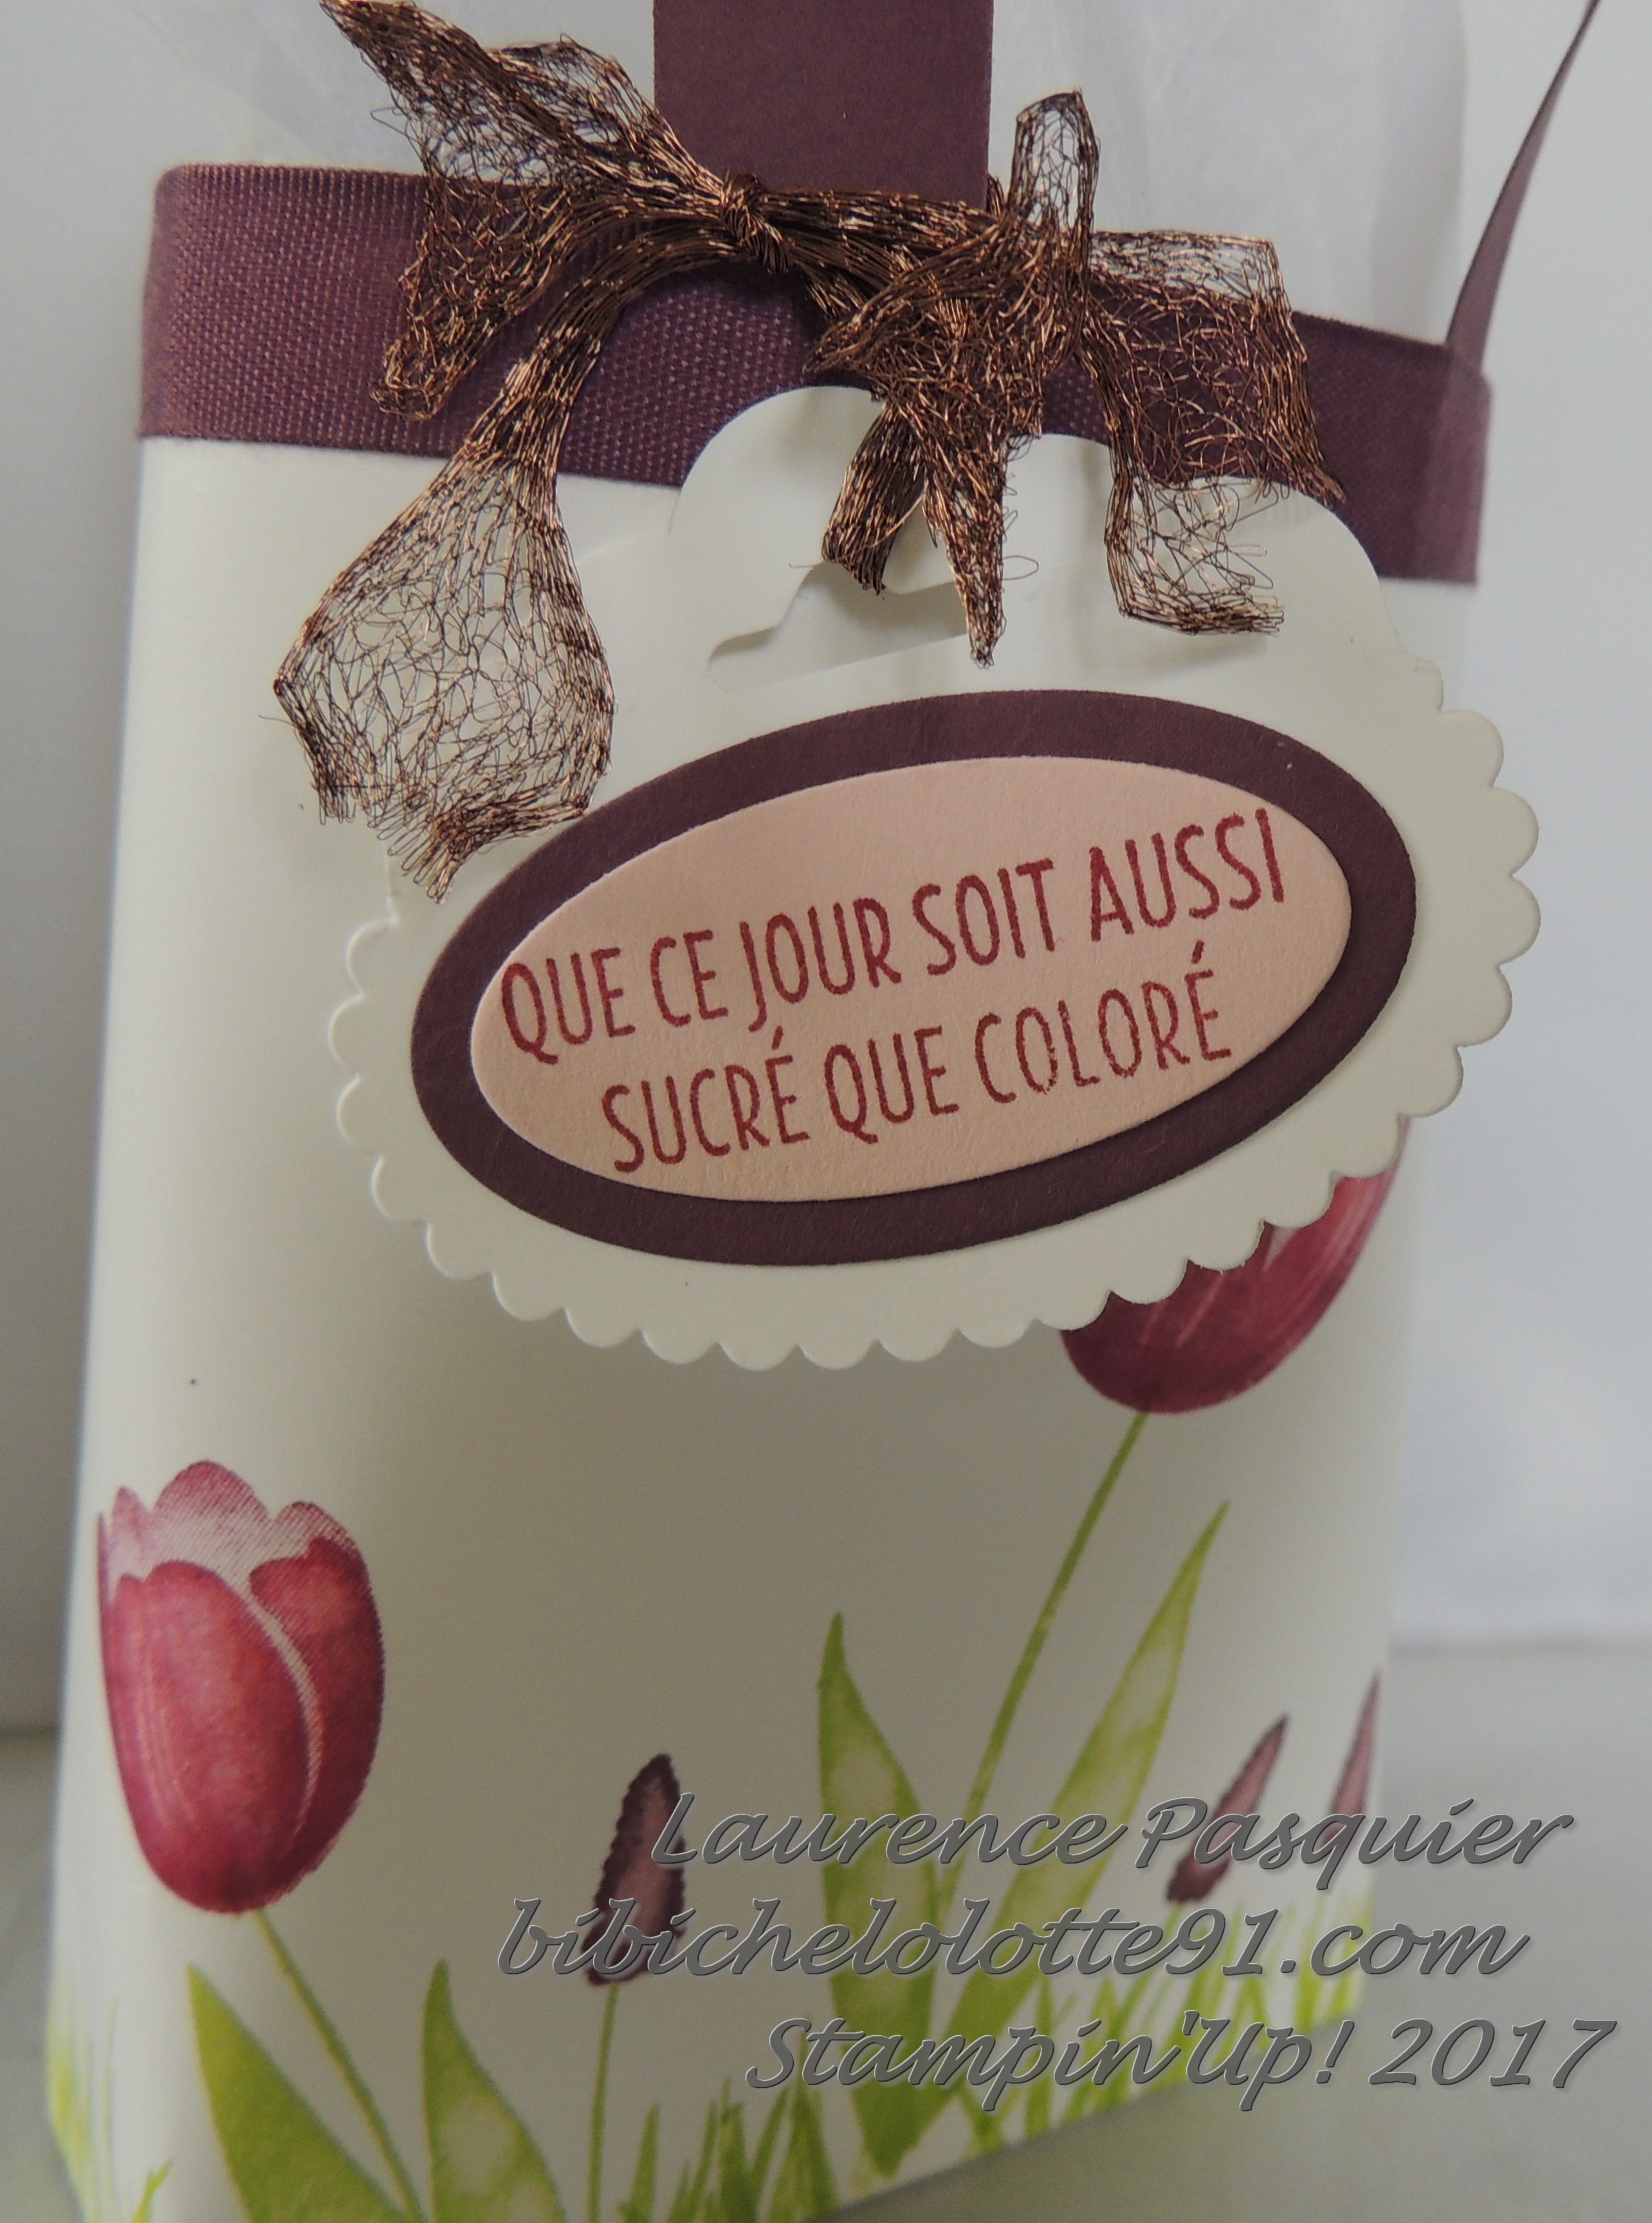 QUE CE JOUR SOIT AUSSI
SUCRÉ QUE COLORÉ
Laurence Pasquier
bibichelolotte91.com
Stampin'Up! 2017